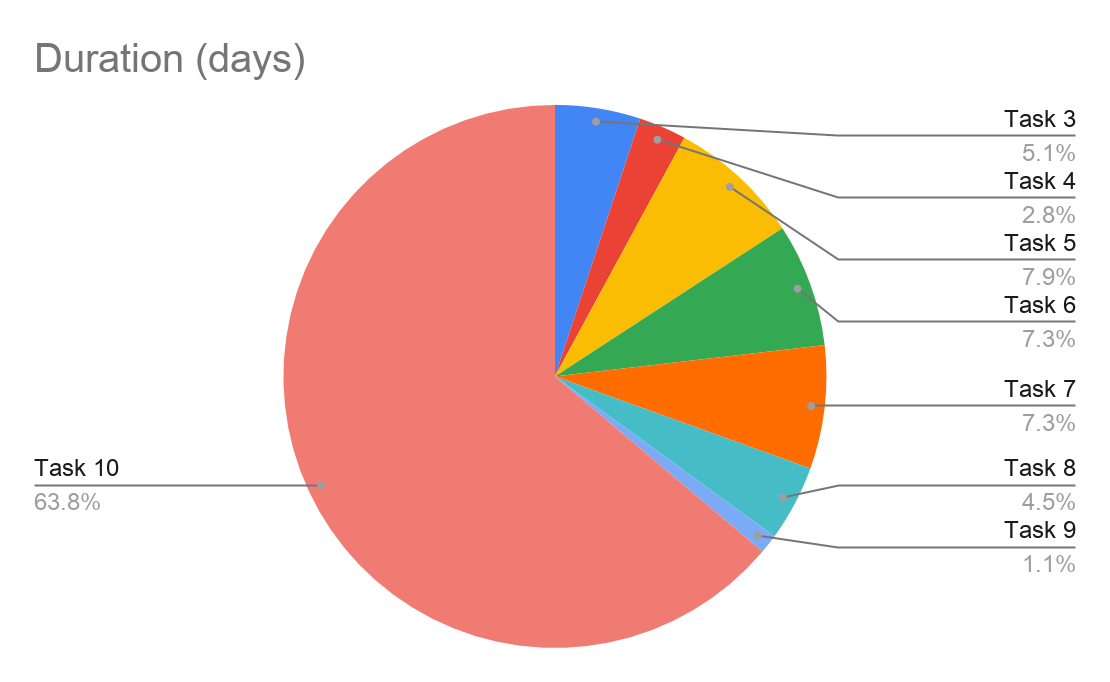 Duration (days)
Task 3
5.1%
Task 4
2.8%
Task 5
7.9%
Task 6
7.3%
Task 7
7.3%
Task 8
4.5%
Task 9
1.1%
Task 10
63.8%